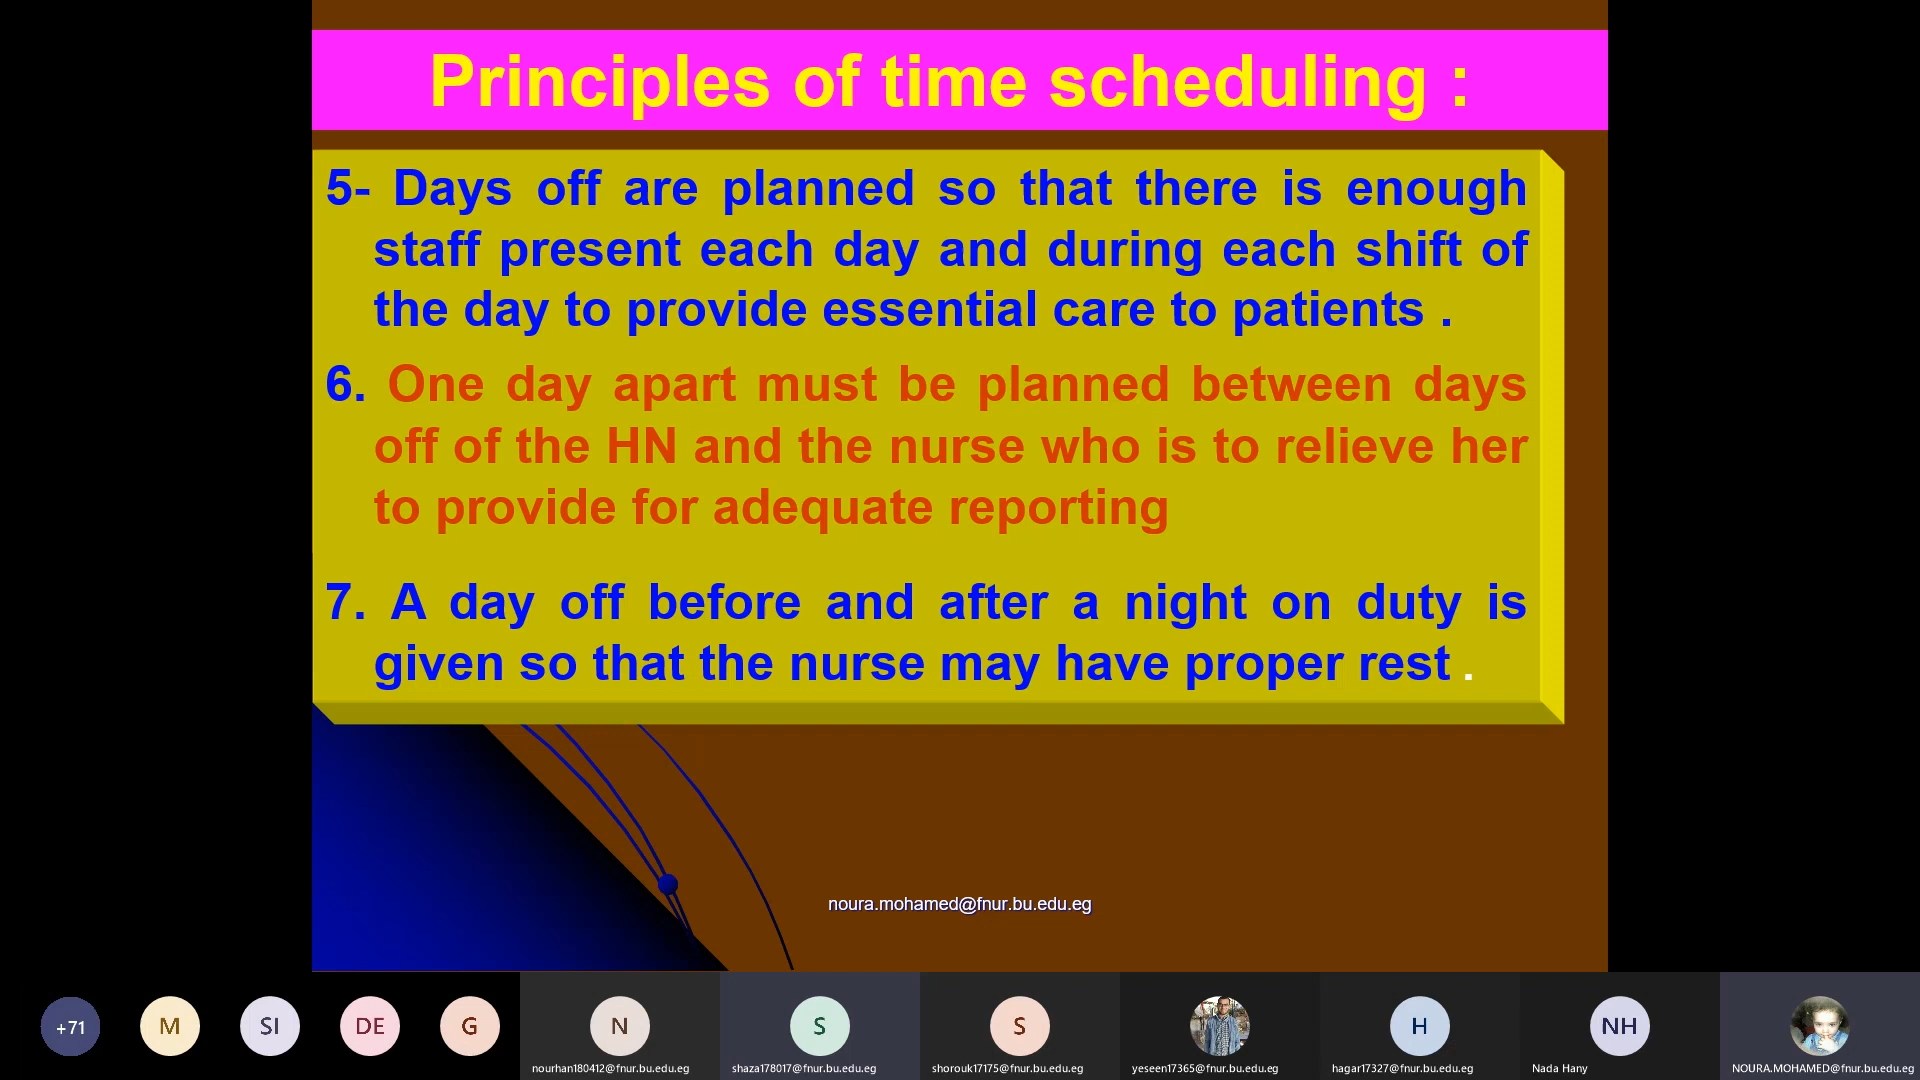 Principles of time scheduling :
5- Days off are planned so that there is enough
staff present each day and during each shift of
the day to provide essential care to patients .
6. One day apart must be planned between days
off of the HN and the nurse who is to relieve her
to provide for adequate reporting
7. A day off before and after a night on duty is
given so that the nurse may have proper rest .
noura.mohamed@fnur.bu.edu.eg
+71
M
SI
DE
G
N
S
S
H
NH
nourhan180412@fnur.bu.edu.eg
shaza178017@fnur.bu.edu.eg
shorouk17175@fnur.bu.edu.eg
yeseen17365@fnur.bu.edu.eg
hagar17327@fnur.bu.edu.eg
Nada Hany
NOURA.MOHAMED@fnur.bu.edu.eg